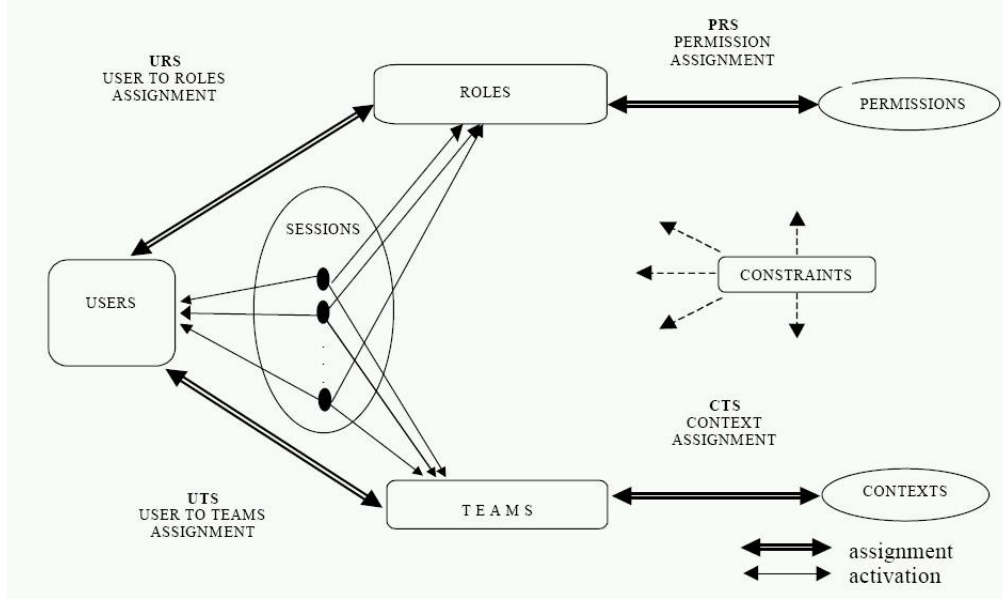 PRS
PERMISSION
ASSIGNMENT
URS
USER TO ROLES
ASSIGNMENT
ROLES
PERMISSIONS
SESSIONS
USERS
CONSTRAINTS
CTS
CONTEXT
ASSIGNMENT
UTS
USER TO TEAMS
ASSIGNMENT
T E A M S
CONTEXTS
assignment
activation